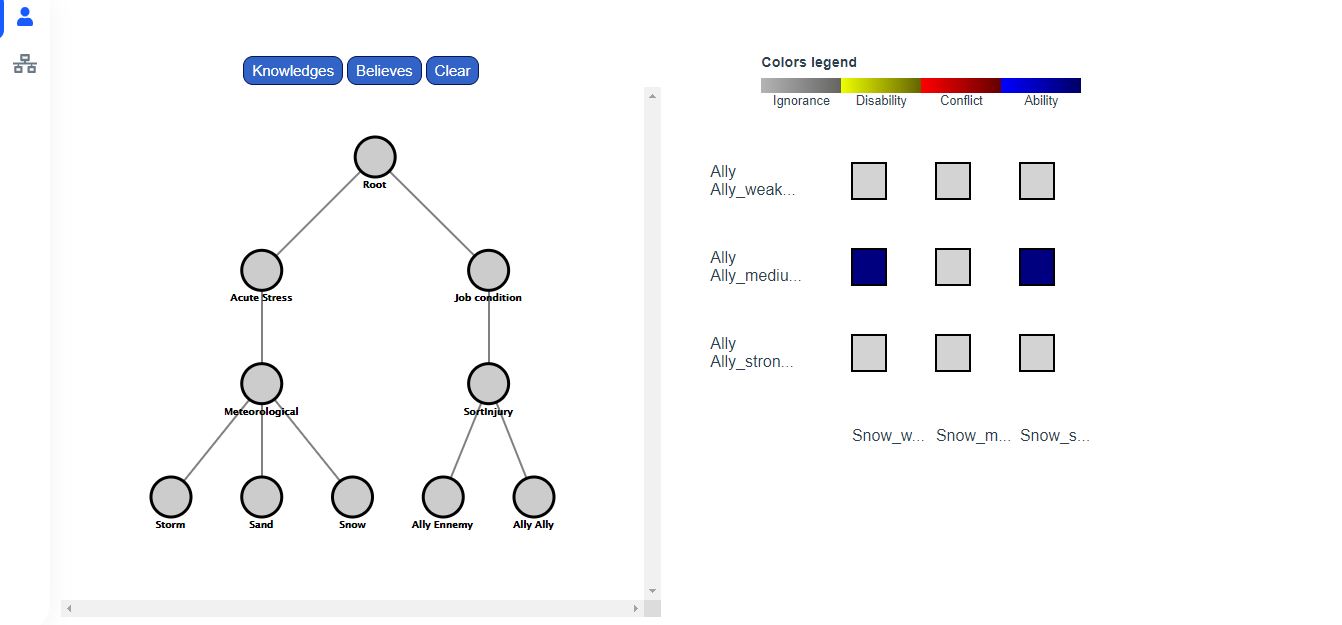 Knowledges Believes Clear
Root
Acute Stress Job condition
Meteorological SortInjury
Storm Sand Snow Ally Ennemy Ally Ally
Colors legend
Ignorance Disability Conflict Ability
Ally
Ally_weak...
Ally
Ally_mediu...
Ally
Ally_stron...
Snow_w... Snow_m... Snow_s...